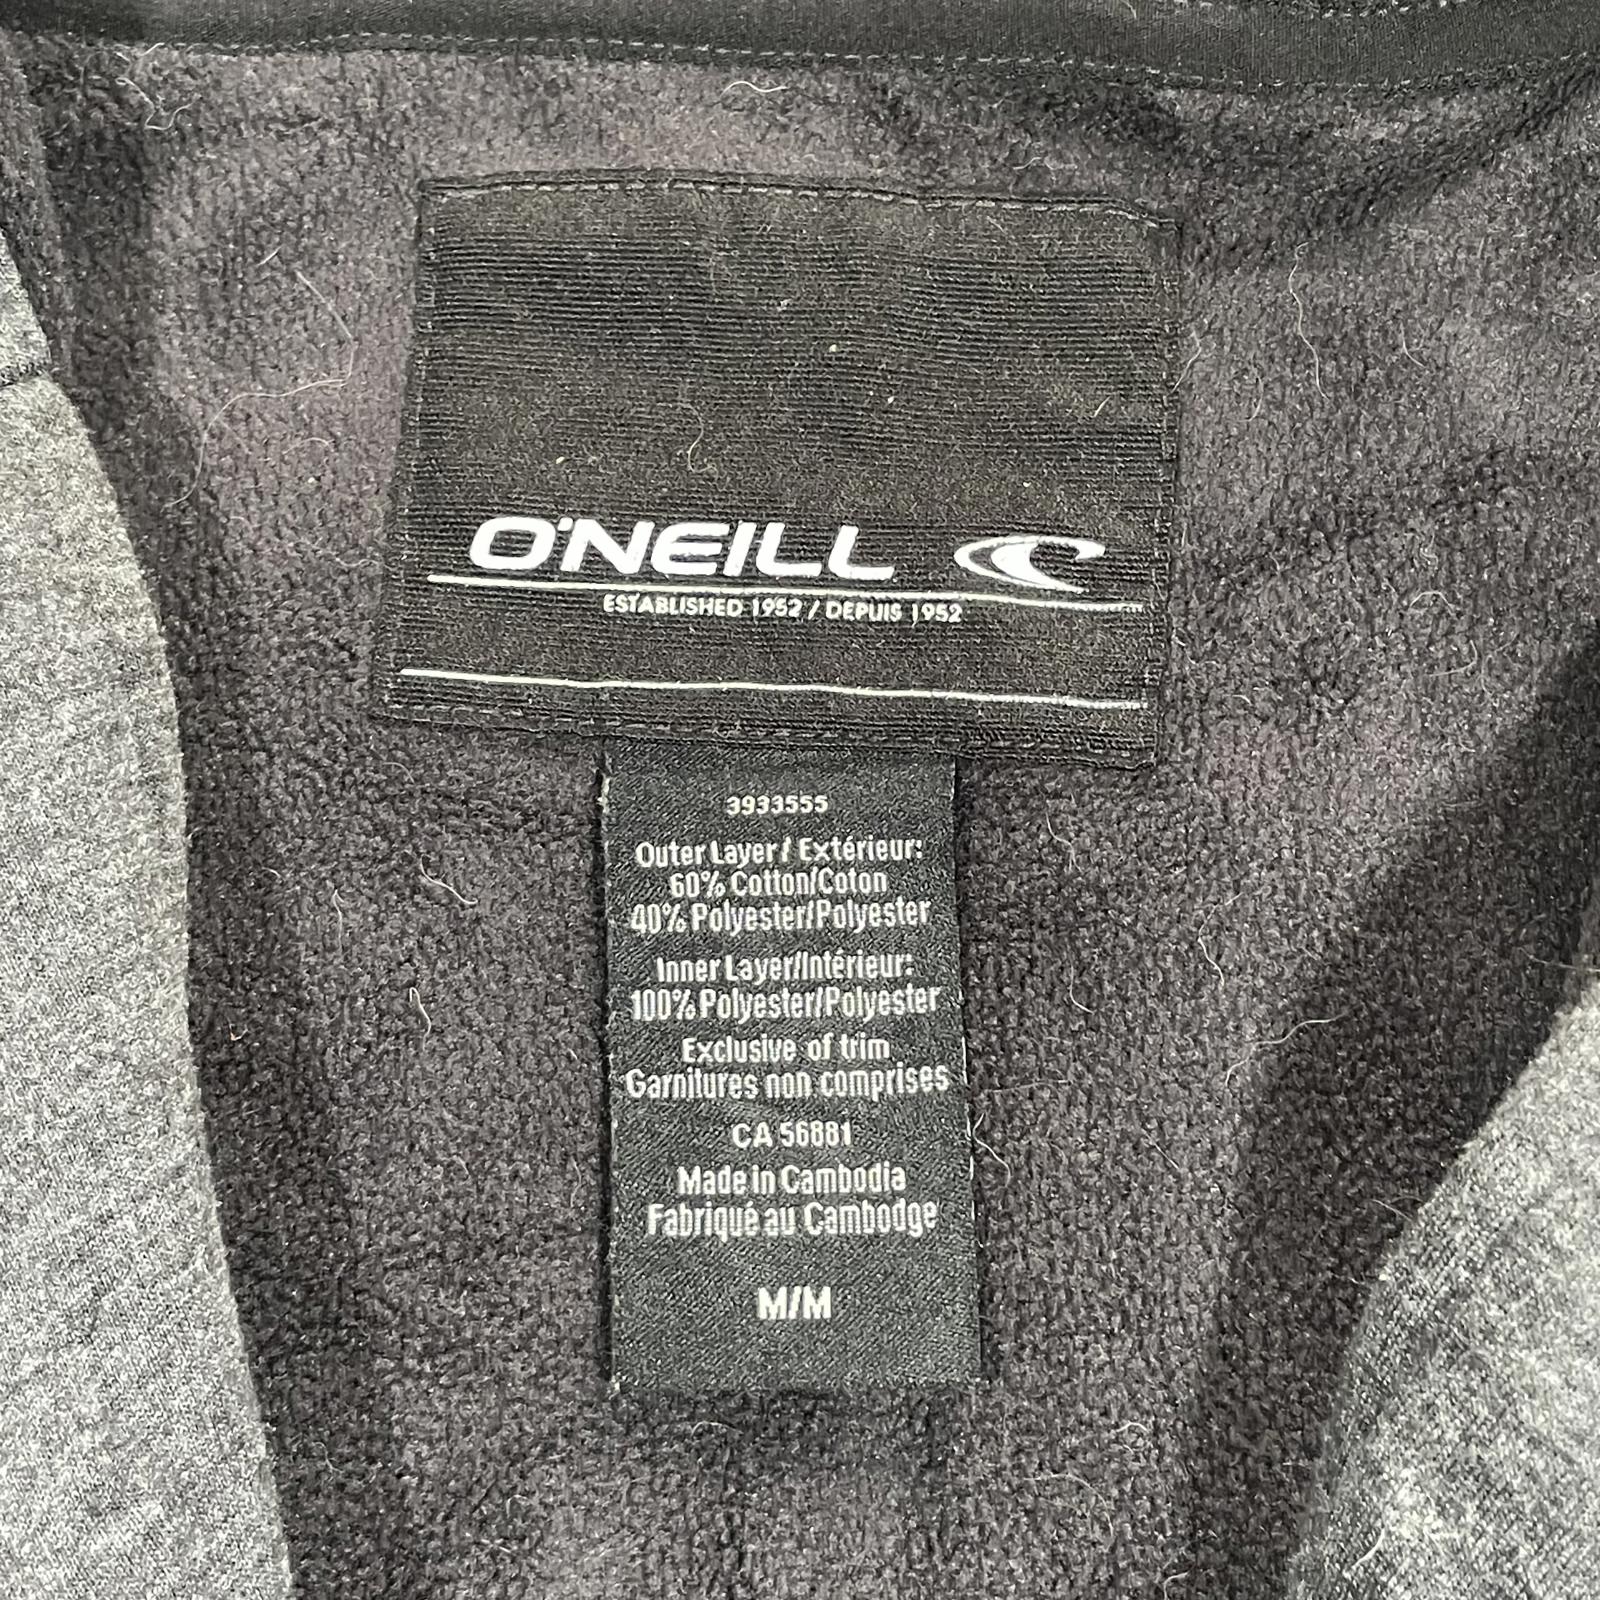 O'NEILL
ESTABLISHED 1952 / DEPUIS 1952
3933555
Outer Layer / Extérieur:
60% Cotton/Coton
40% Polyester/Polyester
Inner Layer/Intérieur:
100% Polyester/Polyester
Exclusive of trim
Garnitures non comprises
CA 56881
Made in Cambodia
Fabriqué au Cambodge
M/M